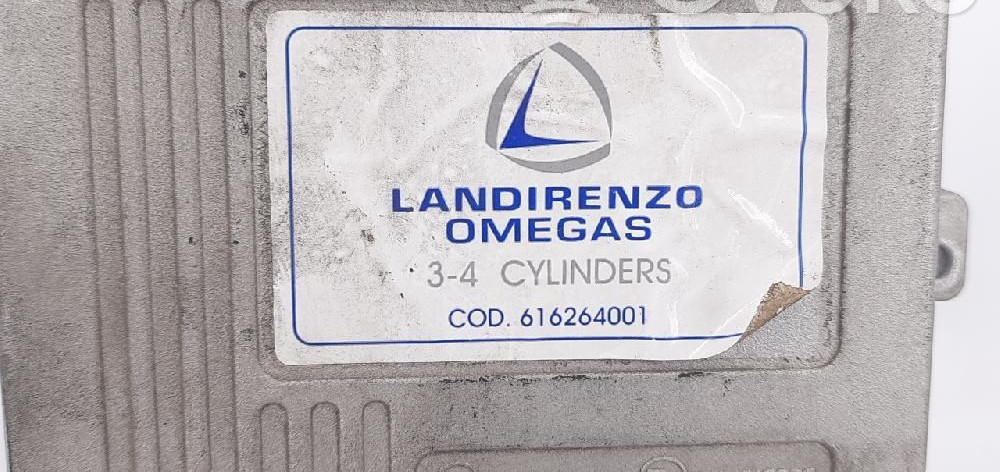 LANDIRENZO
OMEGAS
3-4 CYLINDERS
COD. 616264001